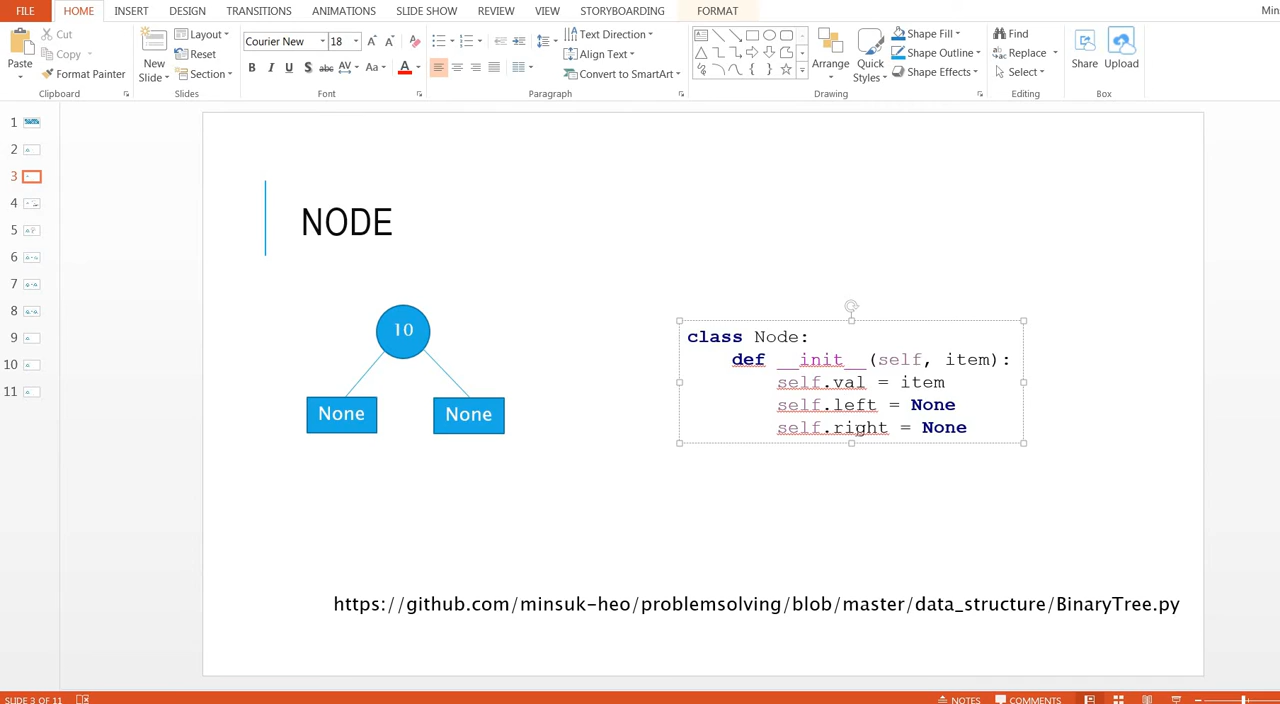 FILE
HOME
INSERT
DESIGN
TRANSITIONS
ANIMATIONS
SLIDE SHOW
REVIEW
VIEW
STORYBOARDING
FORMAT
Min
Paste
Cut
Copy
Format Painter
Clipboard
New Slide
Layout
Reset
Section
Slides
Courier New
18
B I U S abc AV Aa A
Font
Text Direction
Align Text
Convert to SmartArt
Paragraph
Arrange
Quick Styles
Shape Fill
Shape Outline
Shape Effects
Drawing
Find
Replace
Select
Editing
Share
Upload
Box
1
2
3
4
5
6
7
8
9
10
11
NODE
10
None
None
class Node:
def __init__(self, item):
self.val = item
self.left = None
self.right = None
https://github.com/minsuk-heo/problemsolving/blob/master/data_structure/BinaryTree.py
SLIDE 3 OF 11
NOTES
COMMENTS